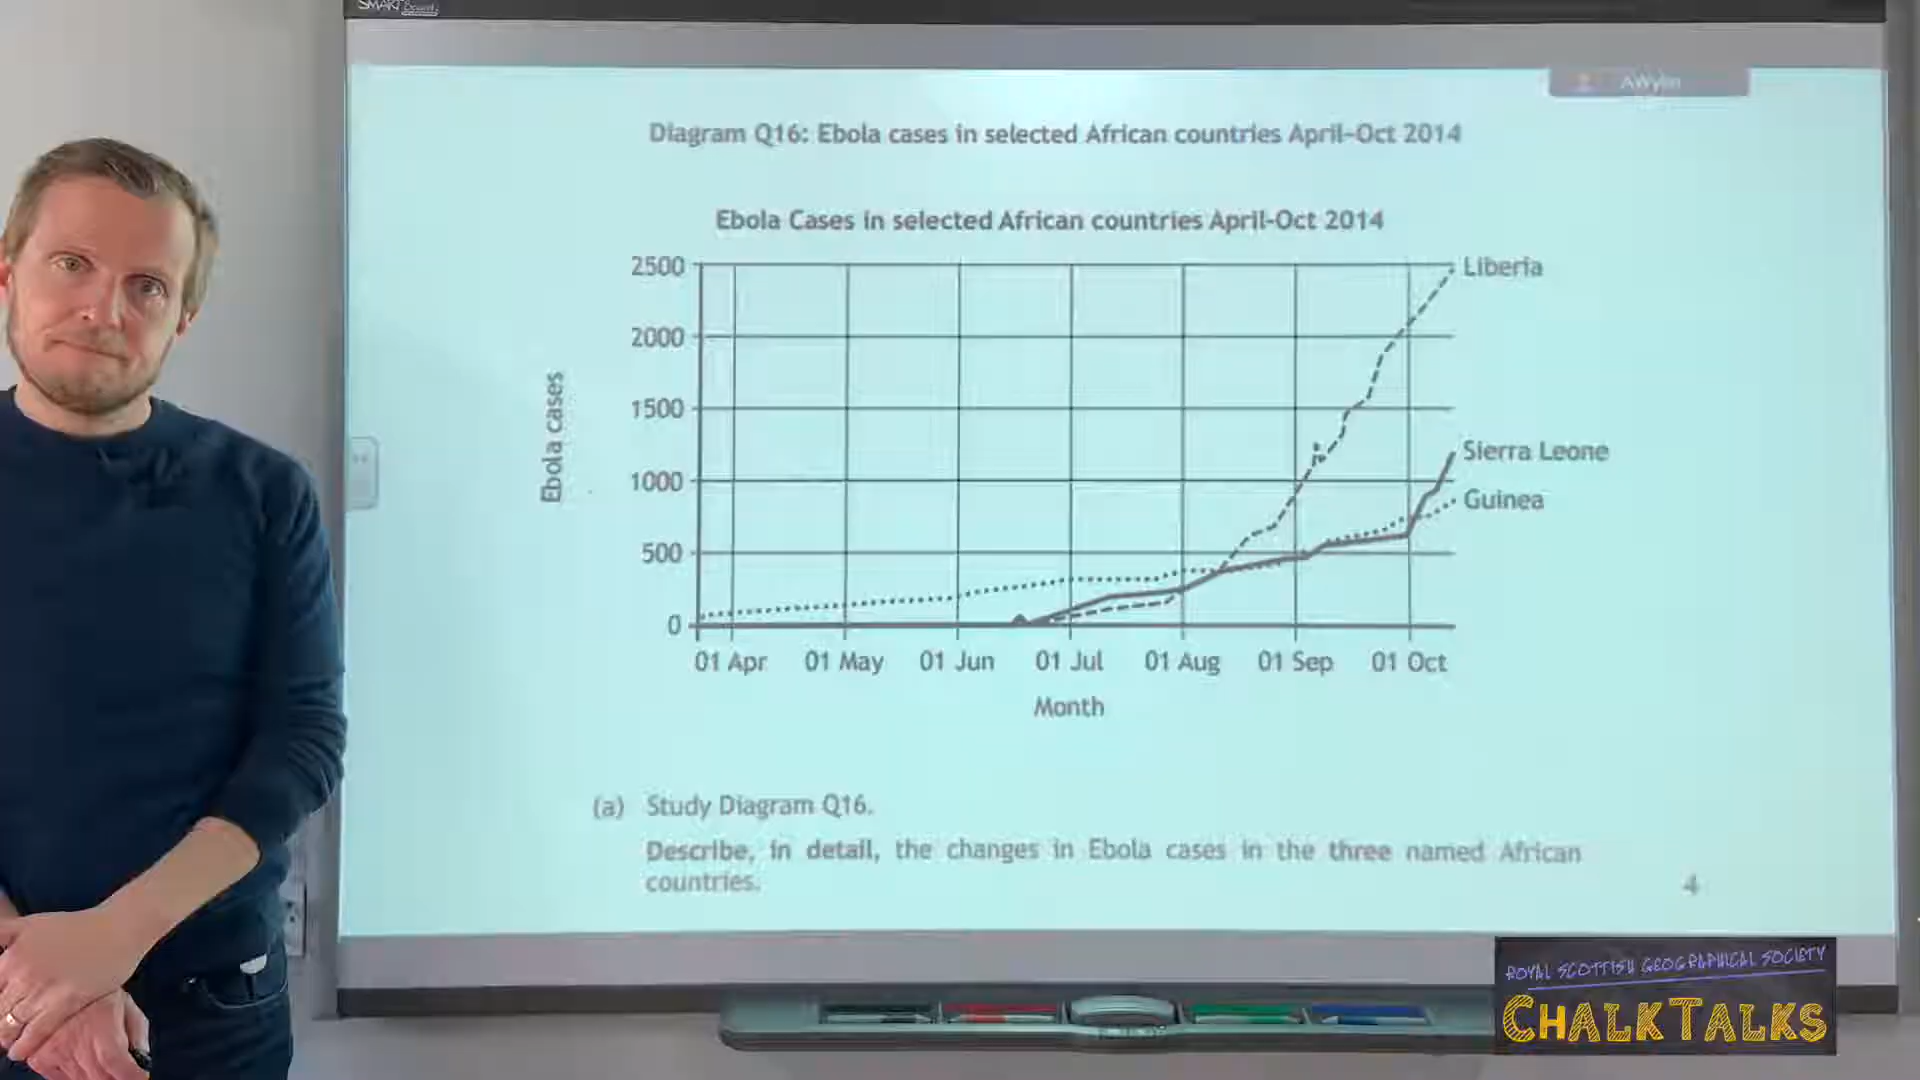 SMART Board
AWylie
Diagram Q16: Ebola cases in selected African countries April–Oct 2014
Ebola Cases in selected African countries April-Oct 2014
2500
2000
1500
1000
500
0
Ebola cases
Liberia
Sierra Leone
Guinea
01 Apr 01 May 01 Jun 01 Jul 01 Aug 01 Sep 01 Oct
Month
(a) Study Diagram Q16.
Describe, in detail, the changes in Ebola cases in the three named African
countries.
4
ROYAL SCOTTISH GEOGRAPHICAL SOCIETY
CHALKTALKS